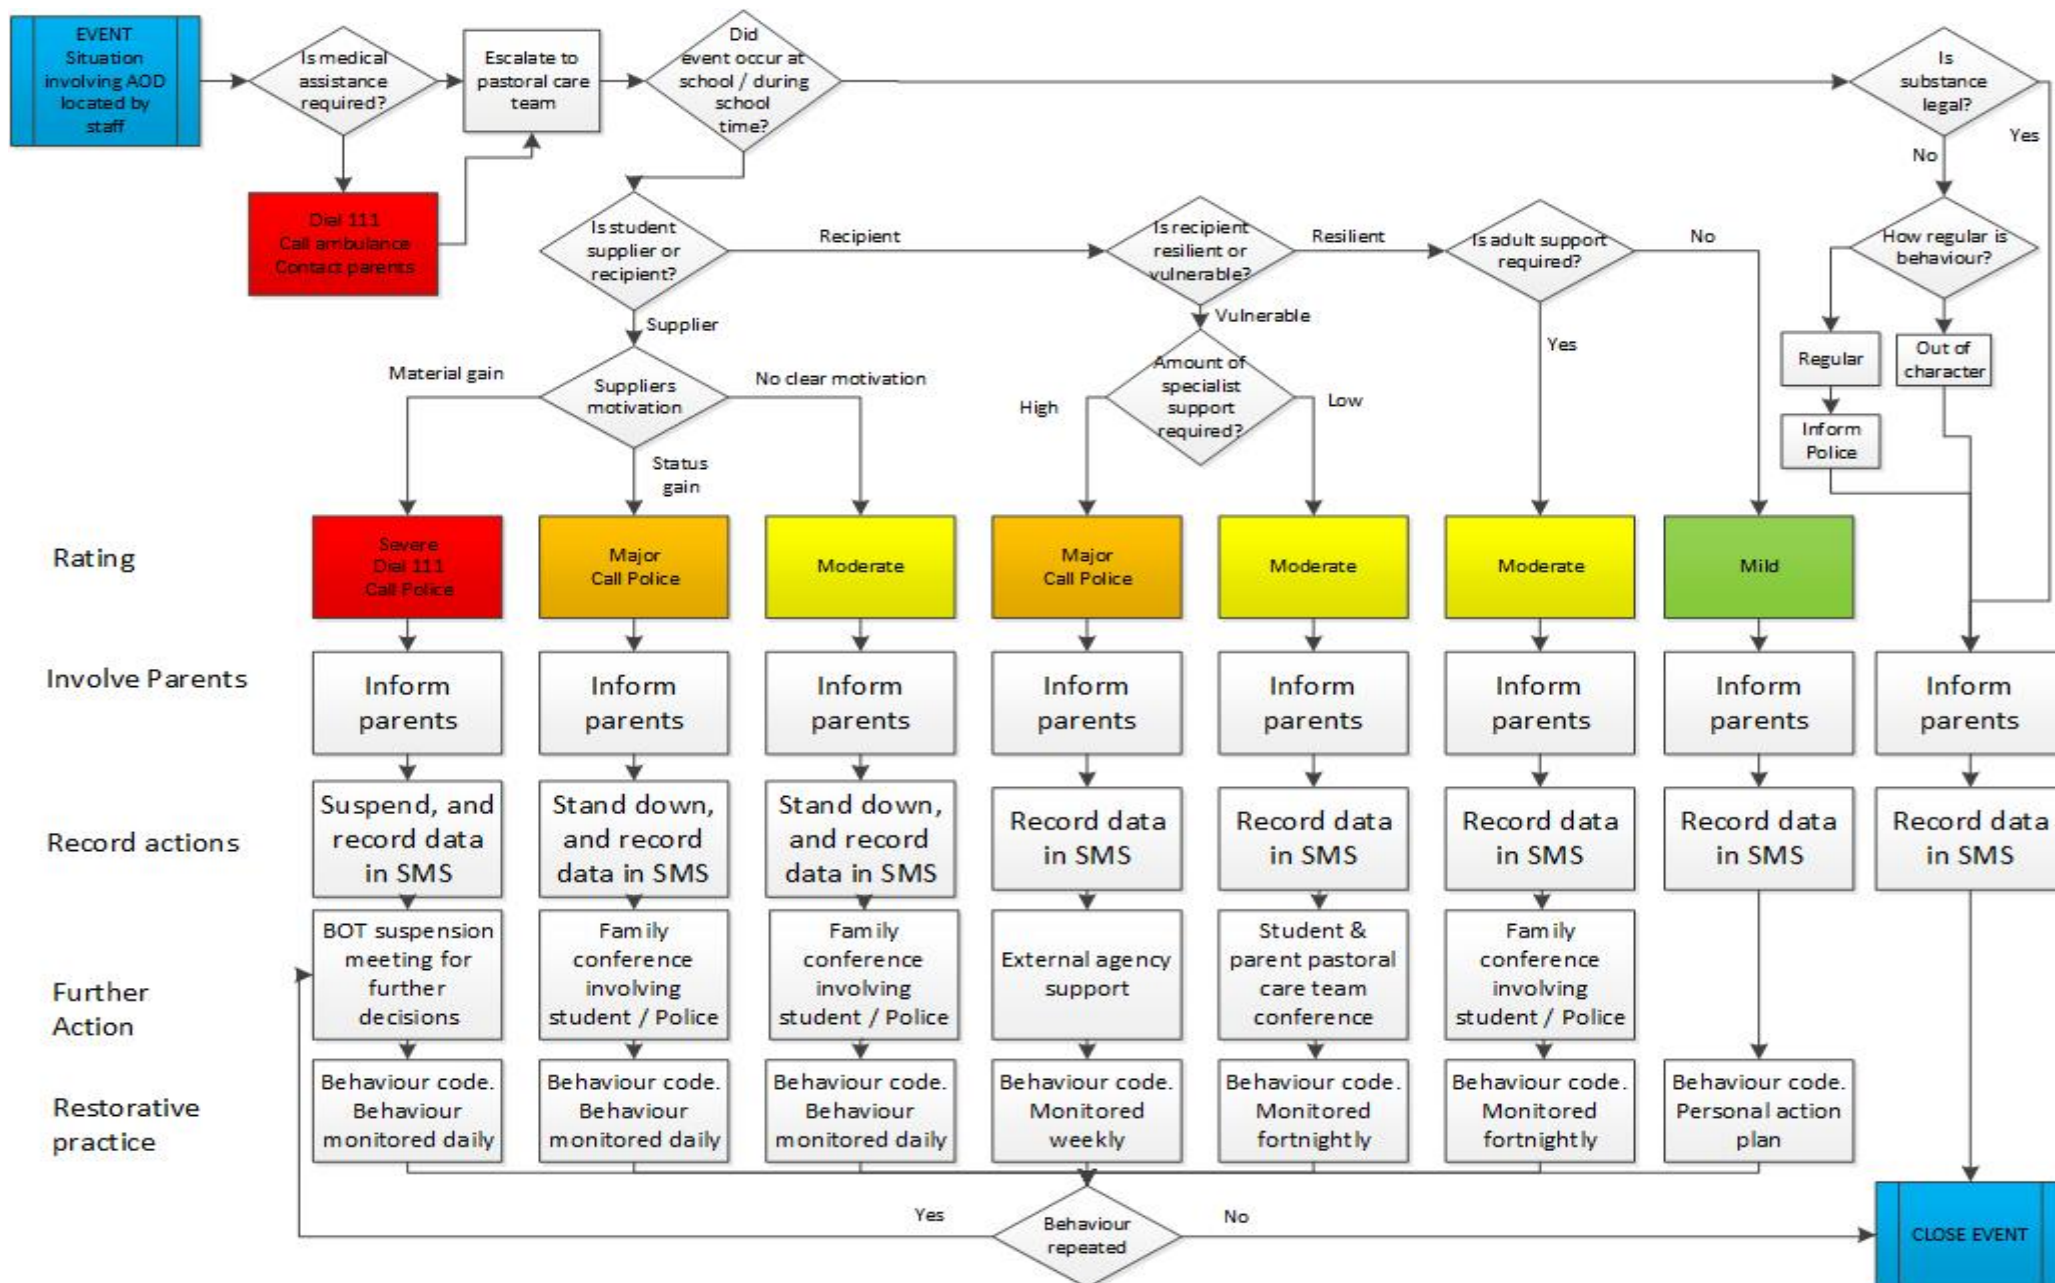 EVENT
Situation
involving AOD
located by
staff
Is medical
assistance
required?
Escalate to
pastoral care
team
Did
event occur at
school / during
school
time?
Is
substance
legal?
Yes
No
Dial 111
Call ambulance
Contact parents
Is student
supplier or
recipient?
Recipient
Is recipient
resilient or
vulnerable?
Resilient
Is adult support
required?
No
How regular is
behaviour?
Supplier
Vulnerable
Yes
Regular
Out of
character
Inform
Police
Material gain
Suppliers
motivation
No clear motivation
Status
gain
High
Amount of
specialist
support
required?
Low
Rating
Severe
Dial 111
Call Police
Major
Call Police
Moderate
Major
Call Police
Moderate
Moderate
Mild
Involve Parents
Inform
parents
Inform
parents
Inform
parents
Inform
parents
Inform
parents
Inform
parents
Inform
parents
Inform
parents
Record actions
Suspend, and
record data
in SMS
Stand down,
and record
data in SMS
Stand down,
and record
data in SMS
Record data
in SMS
Record data
in SMS
Record data
in SMS
Record data
in SMS
Record data
in SMS
Further
Action
BOT suspension
meeting for
further
decisions
Family
conference
involving
student / Police
Family
conference
involving
student / Police
External agency
support
Student &
parent pastoral
care team
conference
Family
conference
involving
student / Police
Restorative
practice
Behaviour code.
Behaviour
monitored daily
Behaviour code.
Behaviour
monitored daily
Behaviour code.
Behaviour
monitored daily
Behaviour code.
Monitored
weekly
Behaviour code.
Monitored
fortnightly
Behaviour code.
Monitored
fortnightly
Behaviour code.
Personal action
plan
Yes
Behaviour
repeated
No
CLOSE EVENT